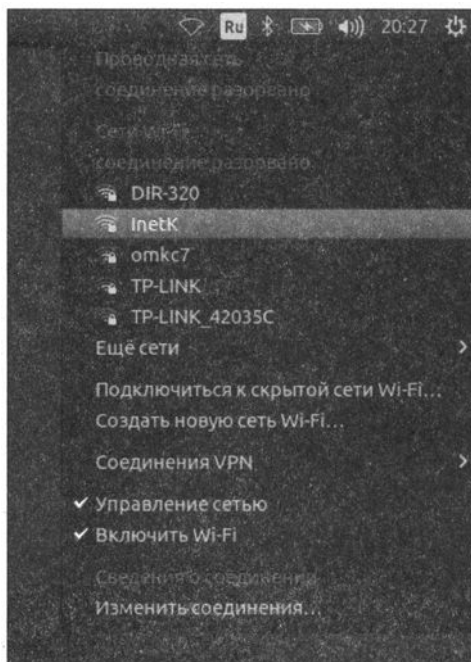 Ru 20:27
Проводная сеть
соединение разорвано
Сети Wi-Fi
соединение разорвано
DIR-320
InetK
omkc7
TP-LINK
TP-LINK_42035C
Ещё сети
Подключиться к скрытой сети Wi-Fi...
Создать новую сеть Wi-Fi...
Соединения VPN
Управление сетью
Включить Wi-Fi
Сведения о соединении
Изменить соединения...